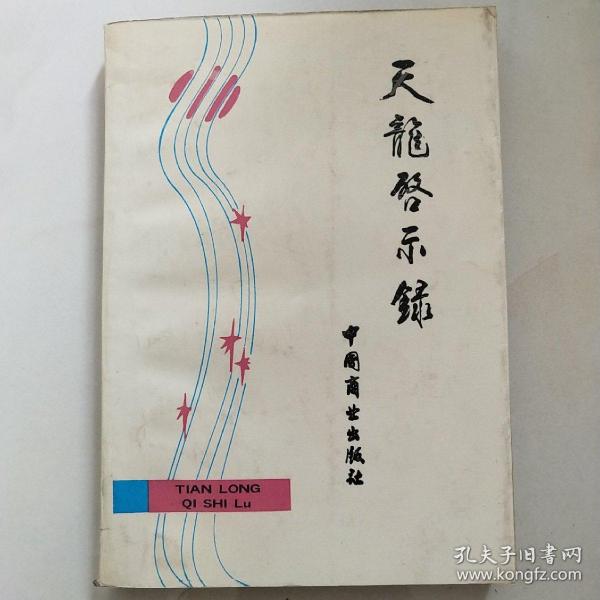 天龍啓示錄
中国商业出版社
TIAN LONG
QI SHI Lu
孔夫子旧书网
www.kongfz.com